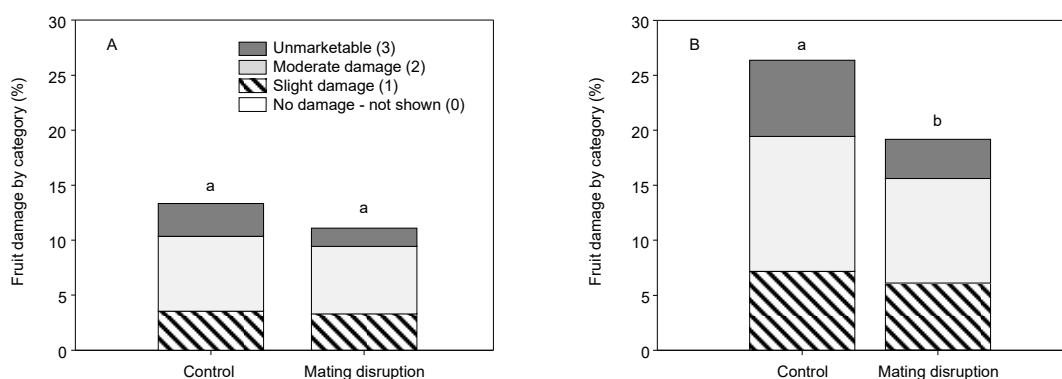 A
Unmarketable (3)
Moderate damage (2)
Slight damage (1)
No damage - not shown (0)
Fruit damage by category (%)
30
25
20
15
10
5
0
a
a
Control
Mating disruption
B
Fruit damage by category (%)
30
25
20
15
10
5
0
a
b
Control
Mating disruption